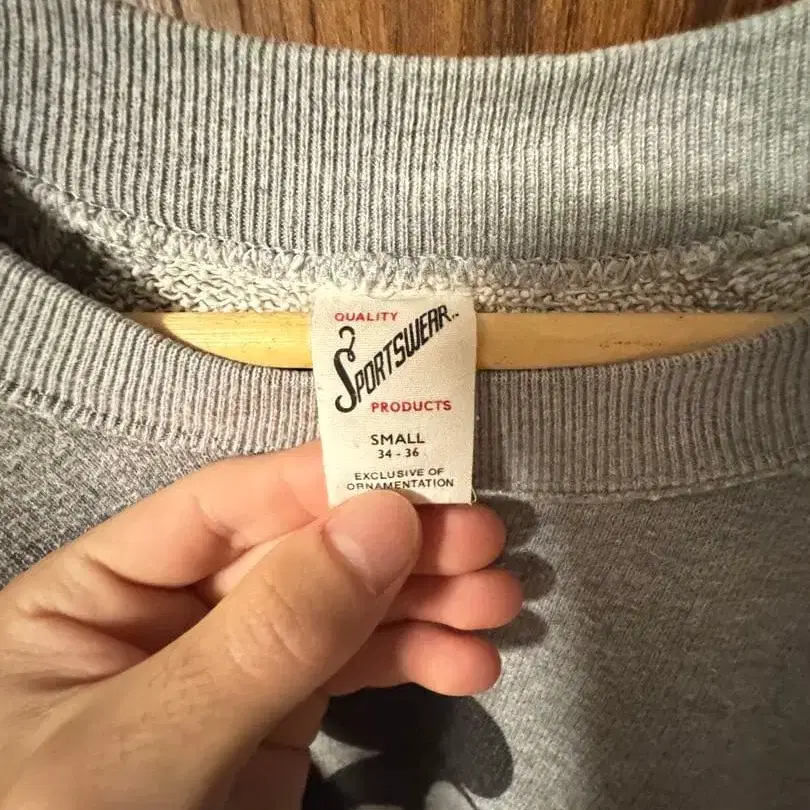 QUALITY
SPORTSWEAR
PRODUCTS
SMALL
34 - 36
EXCLUSIVE OF
ORNAMENTATION